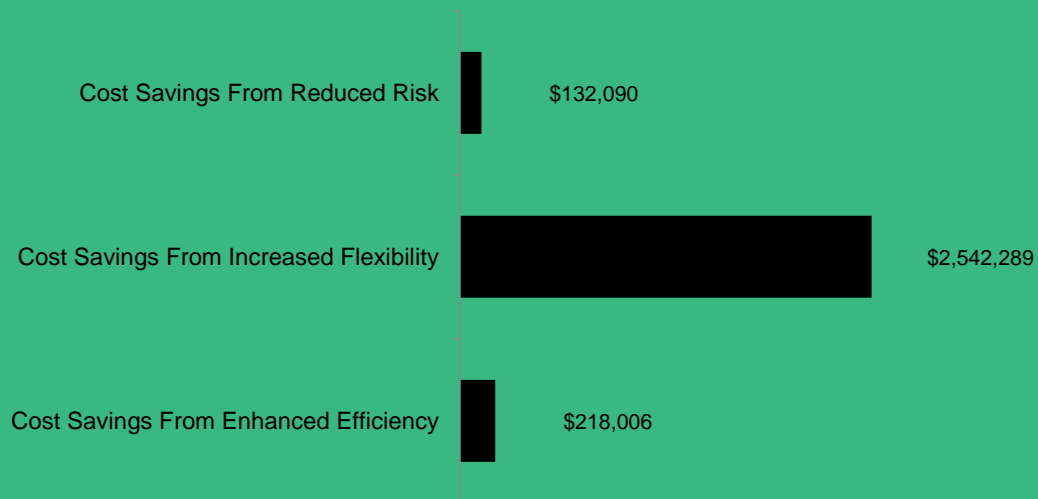 Cost Savings From Reduced Risk $132,090
Cost Savings From Increased Flexibility $2,542,289
Cost Savings From Enhanced Efficiency $218,006